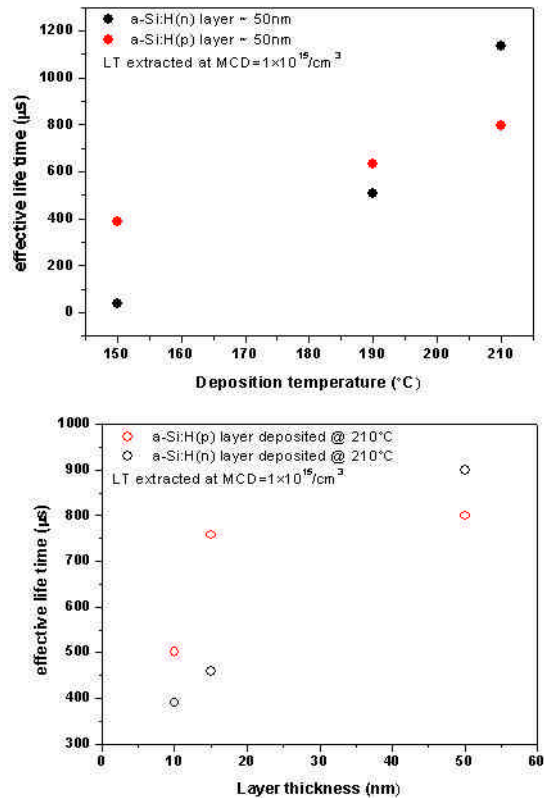 a-Si:H(n) layer ~ 50nm
a-Si:H(p) layer ~ 50nm
LT extracted at MCD=1×10¹⁵/cm³
1200
1000
800
600
400
200
0
effective life time (µs)
150 160 170 180 190 200 210
Deposition temperature (°C)
a-Si:H(p) layer deposited @ 210°C
a-Si:H(n) layer deposited @ 210°C
LT extracted at MCD=1×10¹⁵/cm³
1000
900
800
700
600
500
400
300
effective life time (µs)
0 10 20 30 40 50 60
Layer thickness (nm)